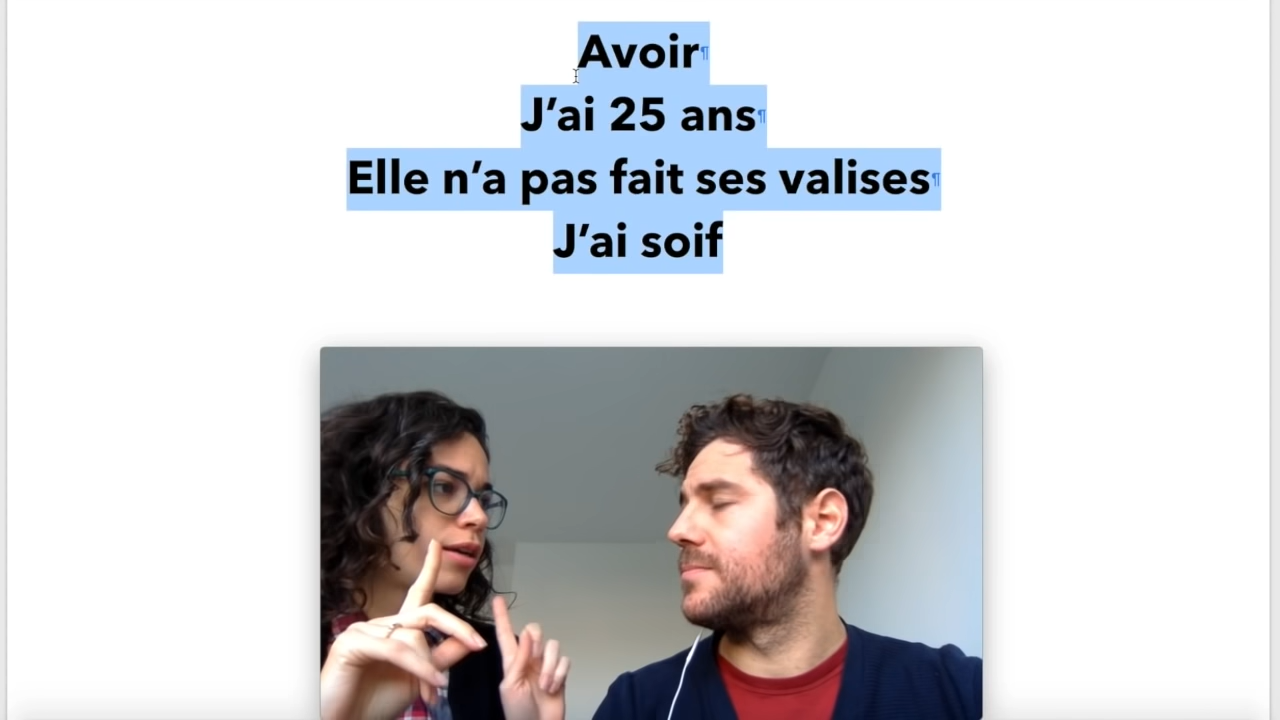 Avoir
J’ai 25 ans
Elle n’a pas fait ses valises
J’ai soif